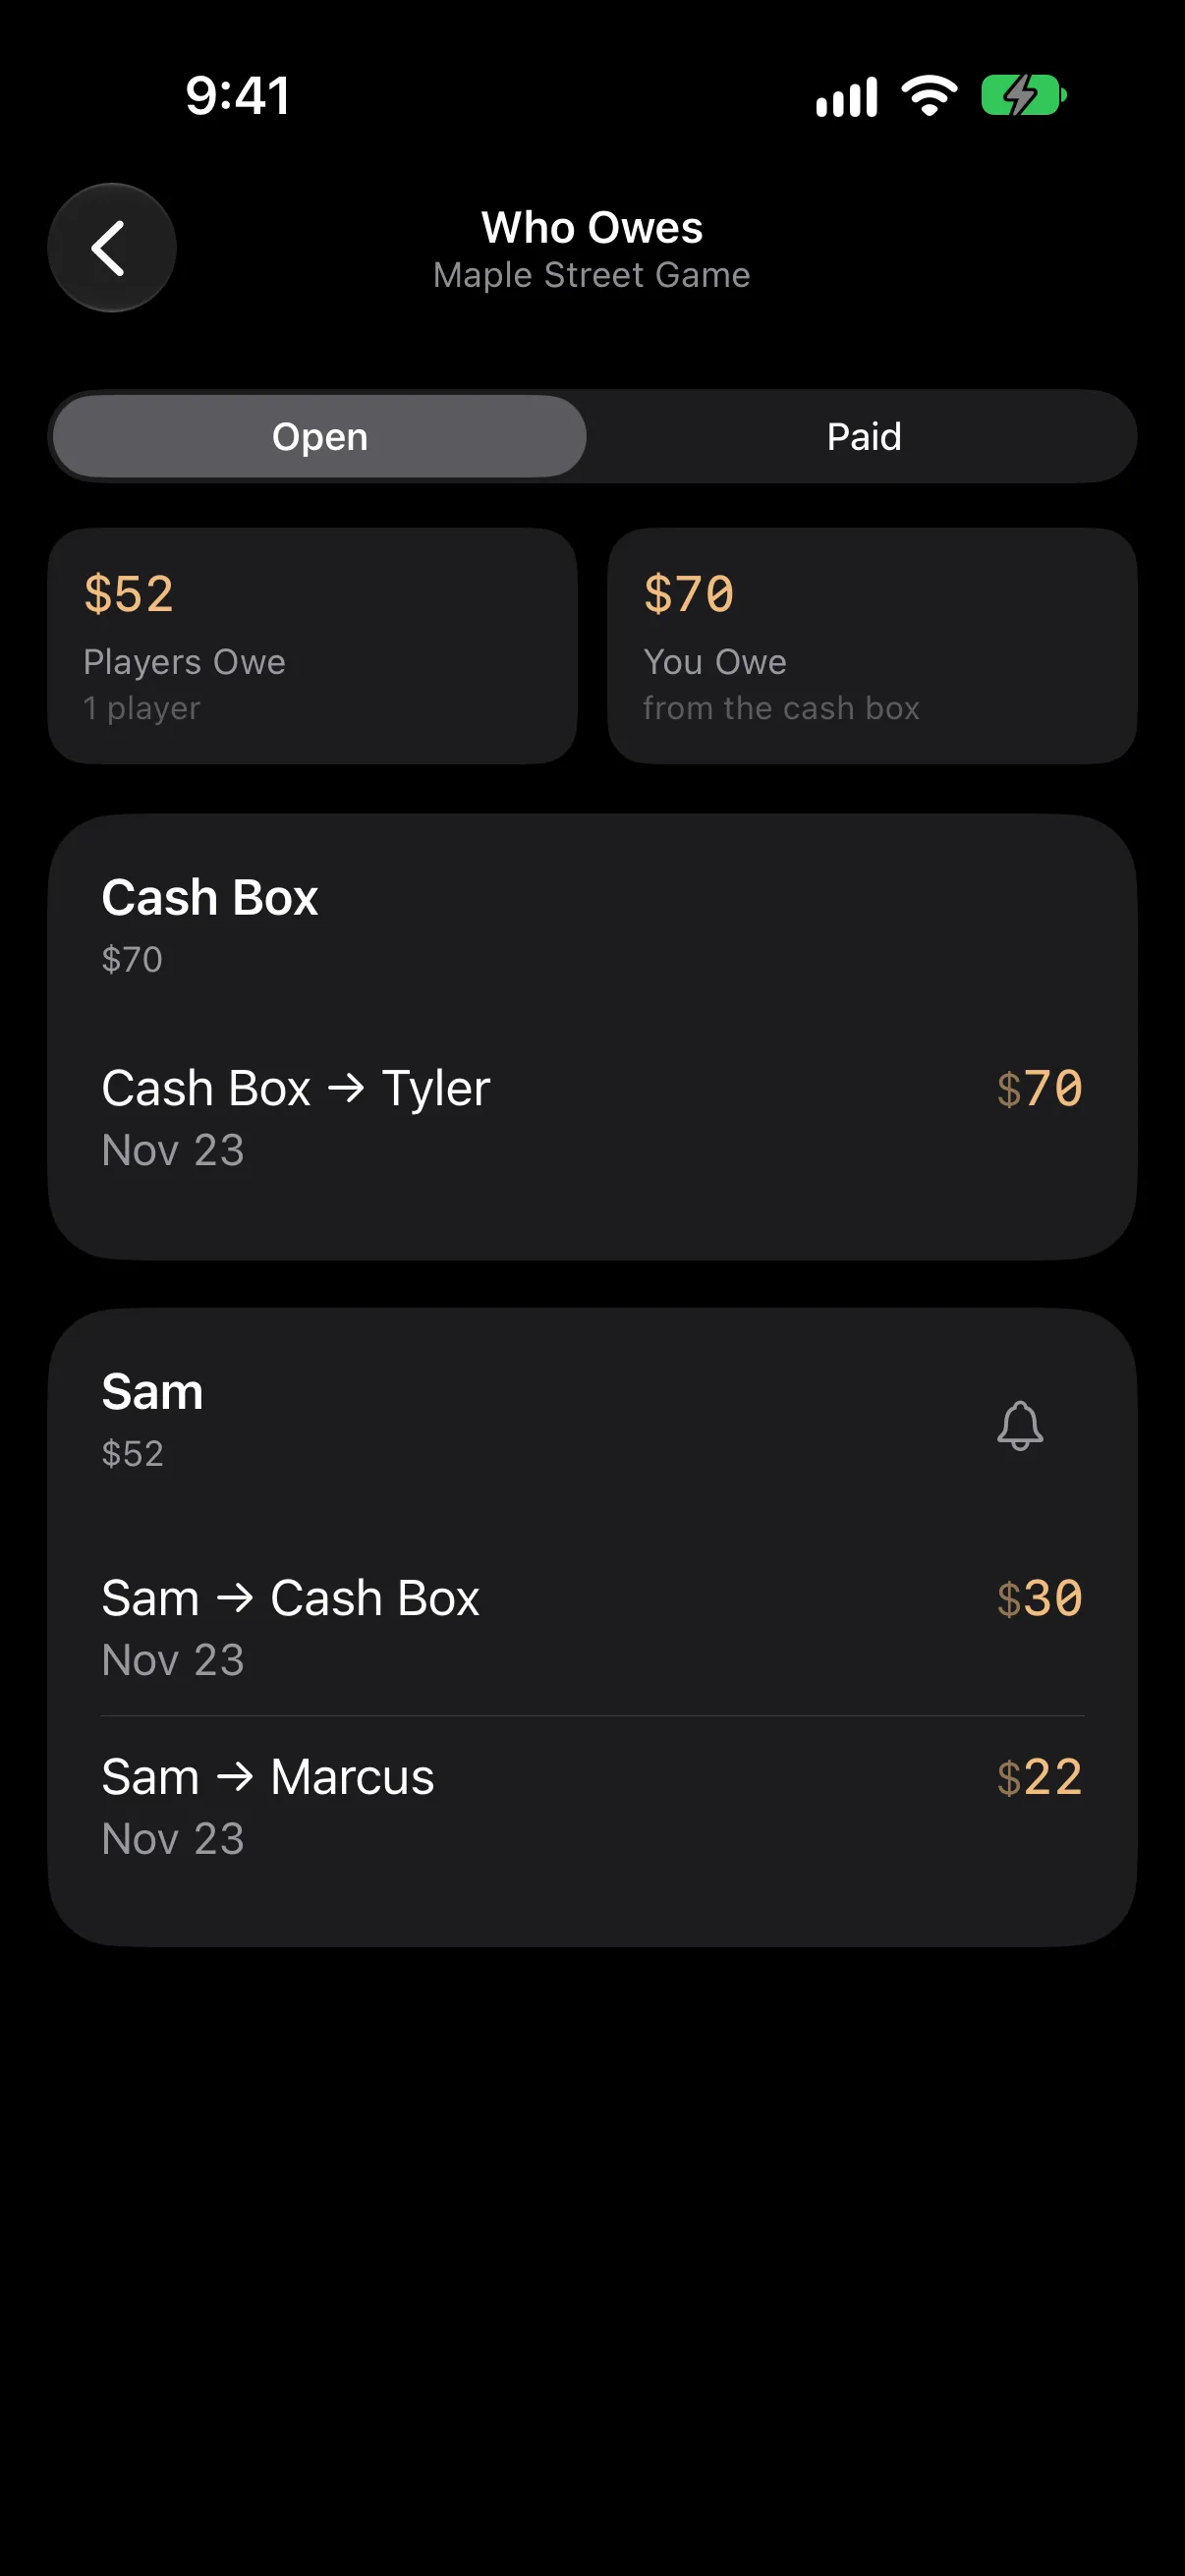 9:41
Who Owes
Maple Street Game
Open
Paid
$52
Players Owe
1 player
$70
You Owe
from the cash box
Cash Box
$70
Cash Box → Tyler
$70
Nov 23
Sam
$52
Sam → Cash Box
$30
Nov 23
Sam → Marcus
$22
Nov 23